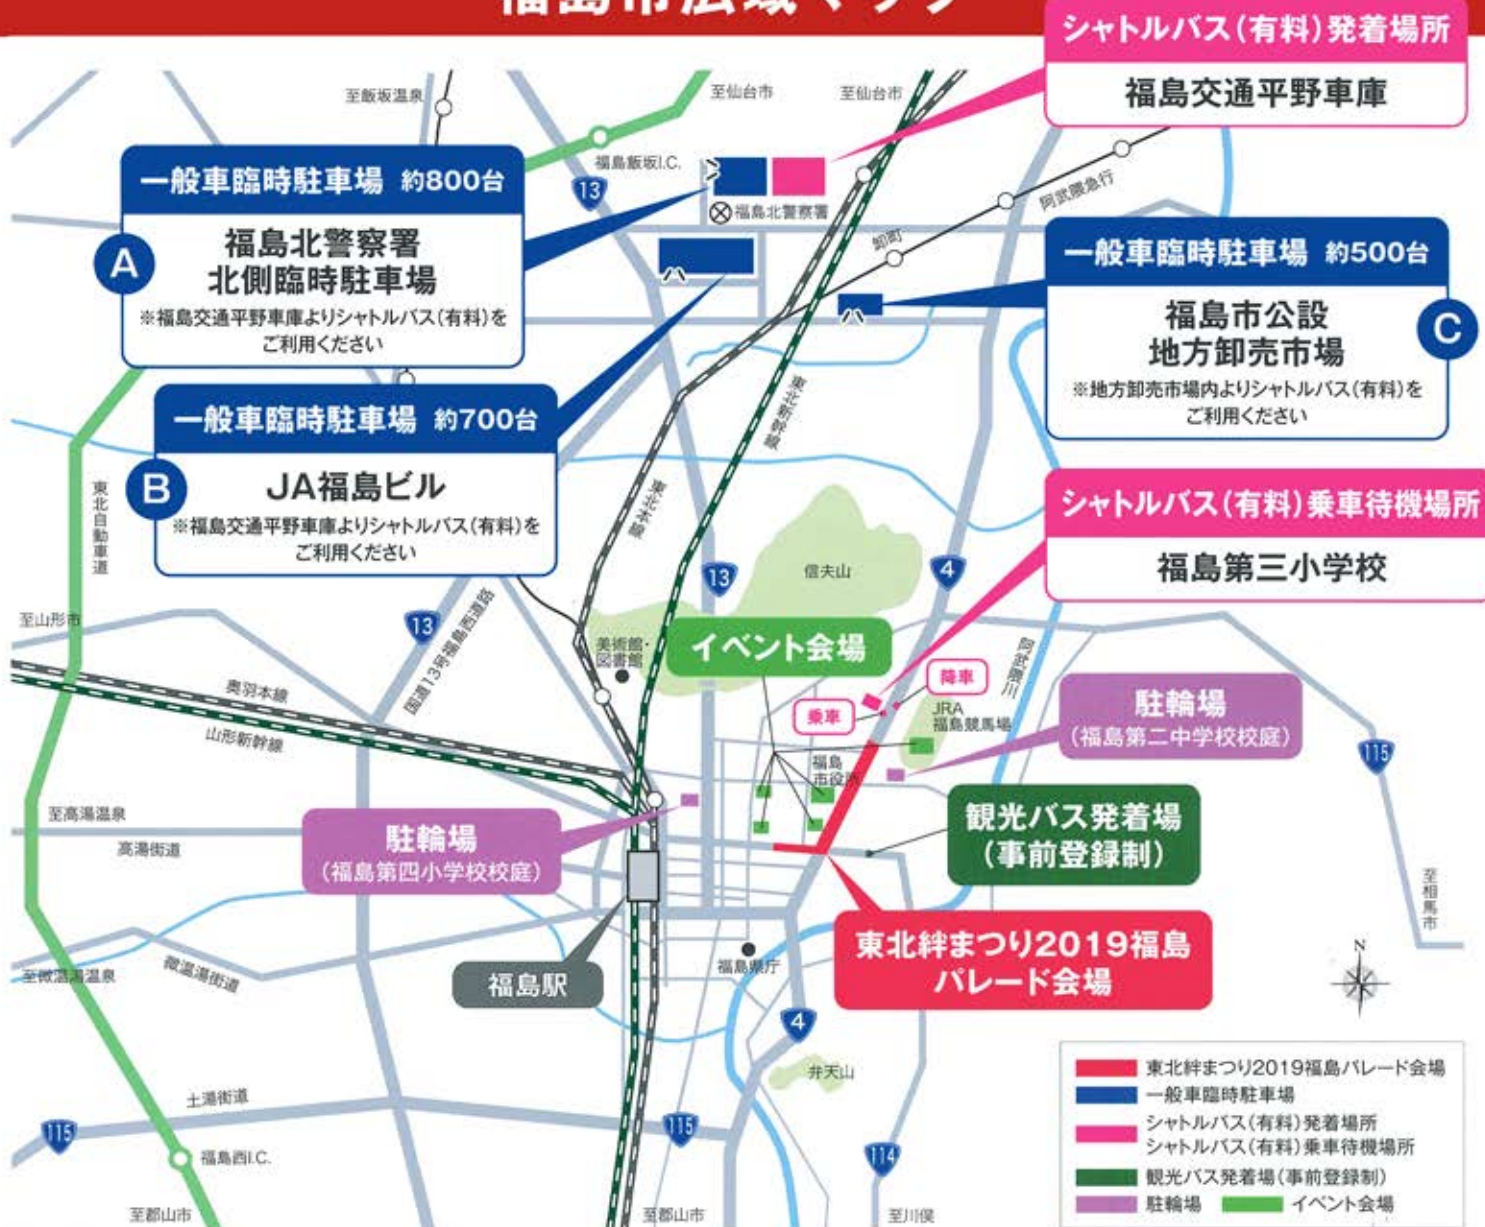 福島市広域マップ
シャトルバス(有料)発着場所
福島交通平野車庫
至飯坂温泉
至仙台市
至仙台市
福島飯坂I.C.
13
福島北警察署
阿武隈急行
卸町
一般車臨時駐車場 約800台
A
福島北警察署
北側臨時駐車場
※福島交通平野車庫よりシャトルバス(有料)を
ご利用ください
一般車臨時駐車場 約500台
C
福島市公設
地方卸売市場
※地方卸売市場内よりシャトルバス(有料)を
ご利用ください
一般車臨時駐車場 約700台
B
JA福島ビル
※福島交通平野車庫よりシャトルバス(有料)を
ご利用ください
東北新幹線
東北本線
東北自動車道
シャトルバス(有料)乗車待機場所
福島第三小学校
信夫山
13
4
至山形市
13
国道13号福島西道路
美術館・
図書館
イベント会場
阿武隈川
降車
乗車
JRA
福島競馬場
駐輪場
(福島第二中学校校庭)
奥羽本線
山形新幹線
福島
市役所
115
至高湯温泉
高湯街道
駐輪場
(福島第四小学校校庭)
観光バス発着場
(事前登録制)
至相馬市
東北絆まつり2019福島
パレード会場
福島県庁
福島駅
至微温湯温泉
微温湯街道
N
4
弁天山
土湯街道
115
115
114
福島西I.C.
至郡山市
至郡山市
至川俣
東北絆まつり2019福島パレード会場
一般車臨時駐車場
シャトルバス(有料)発着場所
シャトルバス(有料)乗車待機場所
観光バス発着場(事前登録制)
駐輪場
イベント会場